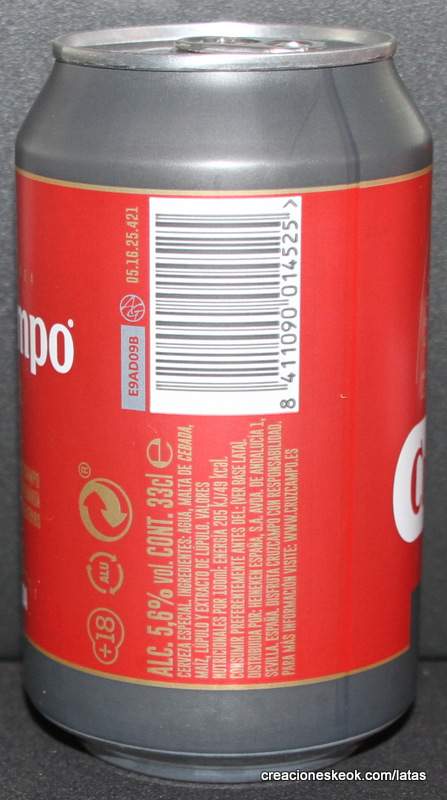 mpo®
05.16.25.421
E9AD09B
8 411090 014525 >
®
ALU
+18
ALC. 5,6% vol. CONT. 33cl e
CERVEZA ESPECIAL. INGREDIENTES: AGUA, MALTA DE CEBADA,
MAÍZ, LÚPULO Y EXTRACTO DE LÚPULO. VALORES
NUTRICIONALES POR 100ml: ENERGÍA 205 kJ/49 kcal.
CONSUMIR PREFERENTEMENTE ANTES DEL: (VER BASE LATA).
DISTRIBUIDA POR: HEINEKEN ESPAÑA, S.A. AVDA. DE ANDALUCÍA 1,
SEVILLA. ESPAÑA. DISFRUTA CRUZCAMPO CON RESPONSABILIDAD.
PARA MÁS INFORMACIÓN VISITE: WWW.CRUZCAMPO.ES
creacioneskeok.com/latas